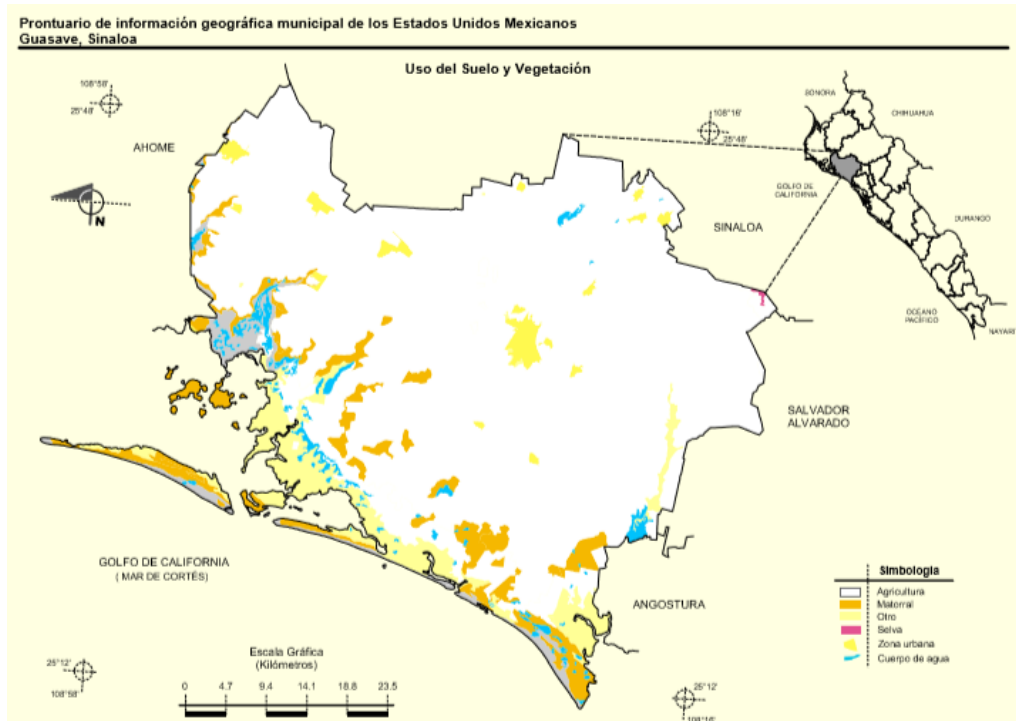 Prontuario de información geográfica municipal de los Estados Unidos Mexicanos
Guasave, Sinaloa
Uso del Suelo y Vegetación
108°58'
25°48'
108°16'
25°48'
AHOME
N
SONORA
CHIHUAHUA
GOLFO DE
CALIFORNIA
DURANGO
OCEANO
PACÍFICO
NAYARIT
SINALOA
SALVADOR
ALVARADO
GOLFO DE CALIFORNIA
( MAR DE CORTÉS)
ANGOSTURA
Simbología
Agricultura
Matorral
Otro
Selva
Zona urbana
Cuerpo de agua
Escala Gráfica
(Kilómetros)
0 4.7 9.4 14.1 18.8 23.5
25°12'
108°58'
25°12'
108°16'